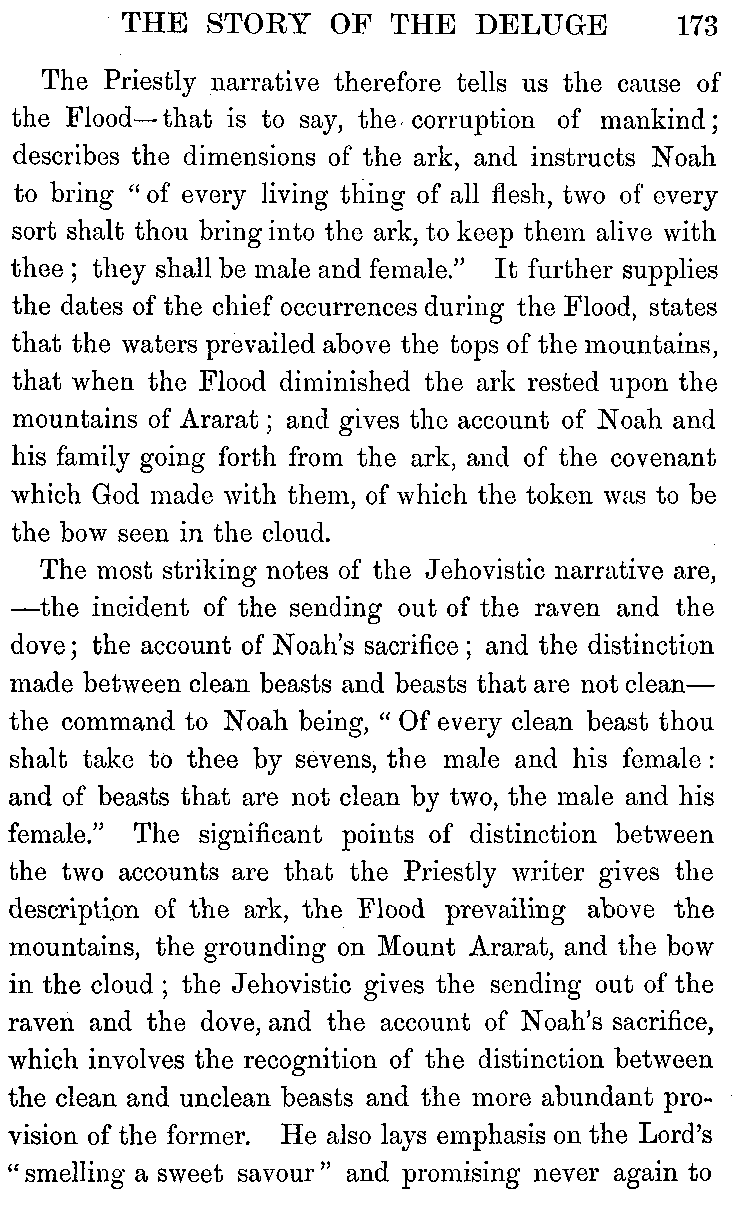 THE STORY OF THE DELUGE 173
The Priestly narrative therefore tells us the cause of
the Flood—that is to say, the corruption of mankind;
describes the dimensions of the ark, and instructs Noah
to bring “of every living thing of all flesh, two of every
sort shalt thou bring into the ark, to keep them alive with
thee; they shall be male and female.” It further supplies
the dates of the chief occurrences during the Flood, states
that the waters prevailed above the tops of the mountains,
that when the Flood diminished the ark rested upon the
mountains of Ararat; and gives the account of Noah and
his family going forth from the ark, and of the covenant
which God made with them, of which the token was to be
the bow seen in the cloud.
The most striking notes of the Jehovistic narrative are,
—the incident of the sending out of the raven and the
dove; the account of Noah's sacrifice; and the distinction
made between clean beasts and beasts that are not clean—
the command to Noah being, “Of every clean beast thou
shalt take to thee by sevens, the male and his female:
and of beasts that are not clean by two, the male and his
female.” The significant points of distinction between
the two accounts are that the Priestly writer gives the
description of the ark, the Flood prevailing above the
mountains, the grounding on Mount Ararat, and the bow
in the cloud; the Jehovistic gives the sending out of the
raven and the dove, and the account of Noah's sacrifice,
which involves the recognition of the distinction between
the clean and unclean beasts and the more abundant pro-
vision of the former. He also lays emphasis on the Lord's
“smelling a sweet savour” and promising never again to